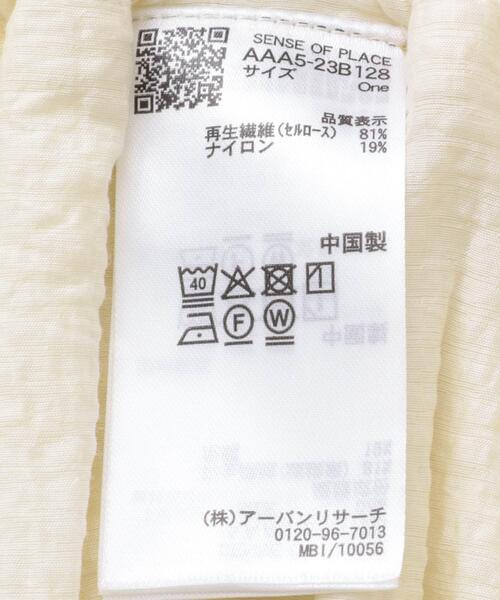 SENSE OF PLACE
AAA5-23B128
サイズ
One
品質表示
再生繊維(セルロース) 81%
ナイロン 19%
中国製
40
F W
(株)アーバンリサーチ
0120-96-7013
MBI/10056